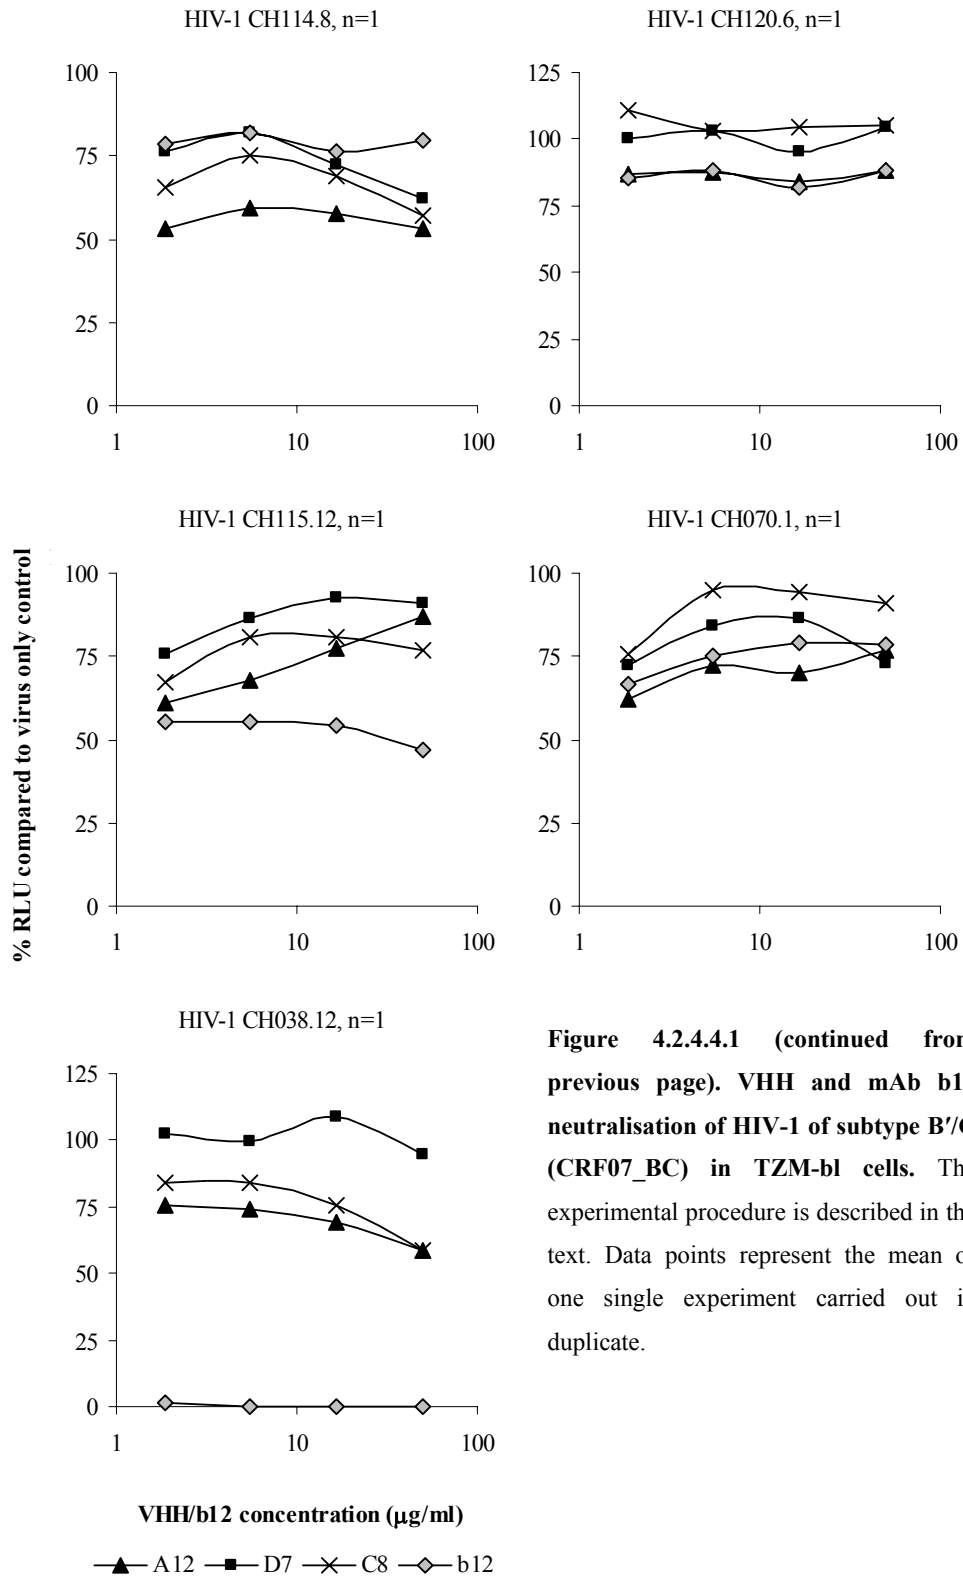 HIV-1 CH114.8, n=1
100
75
50
25
0
1 10 100
HIV-1 CH120.6, n=1
125
100
75
50
25
0
1 10 100
% RLU compared to virus only control
HIV-1 CH115.12, n=1
100
75
50
25
0
1 10 100
HIV-1 CH070.1, n=1
100
75
50
25
0
1 10 100
HIV-1 CH038.12, n=1
125
100
75
50
25
0
1 10 100
VHH/b12 concentration (µg/ml)
A12 D7 C8 b12
Figure 4.2.4.4.1 (continued from
previous page). VHH and mAb
neutralisation of HIV-1 of subtype
(CRF07_BC) in TZM-bl cells.
experimental procedure is described in
text. Data points represent the mean
one single experiment carried out
duplicate.